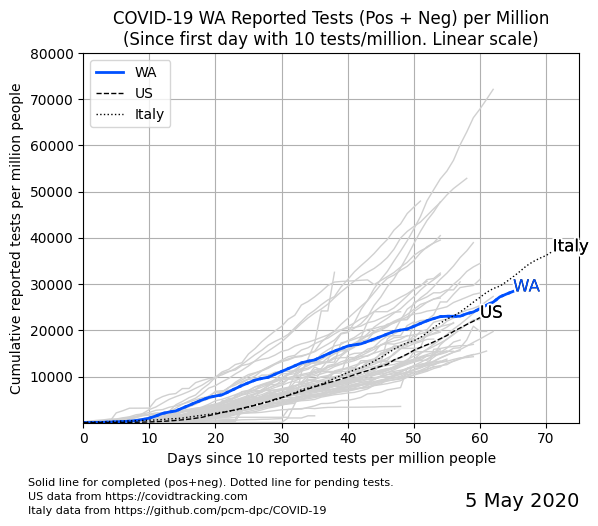 COVID-19 WA Reported Tests (Pos + Neg) per Million
(Since first day with 10 tests/million. Linear scale)
80000
70000
60000
50000
40000
30000
20000
10000
Cumulative reported tests per million people
WA
US
Italy
Italy
WA
US
0 10 20 30 40 50 60 70
Days since 10 reported tests per million people
Solid line for completed (pos+neg). Dotted line for pending tests.
US data from https://covidtracking.com
Italy data from https://github.com/pcm-dpc/COVID-19
5 May 2020